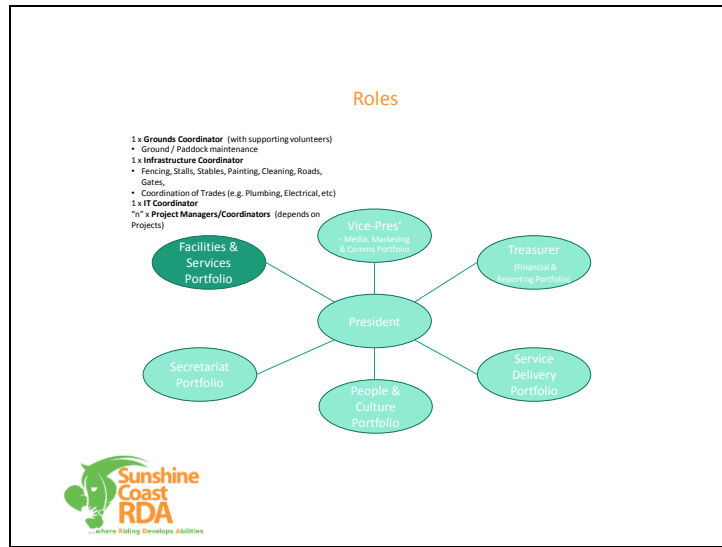 Roles
1 x Grounds Coordinator (with supporting volunteers)
• Ground / Paddock maintenance
1 x Infrastructure Coordinator
• Fencing, Stalls, Stables, Painting, Cleaning, Roads,
Gates,
• Coordination of Trades (e.g. Plumbing, Electrical, etc)
1 x IT Coordinator
"n" x Project Managers/Coordinators (depends on
Projects)
Vice-Pres'
- Media, Marketing
& Comms Portfolio
Facilities &
Services
Portfolio
Treasurer
(Financial &
Reporting Portfolio)
President
Secretariat
Portfolio
People &
Culture
Portfolio
Service
Delivery
Portfolio
Sunshine
Coast
RDA
...where Riding Develops Abilities